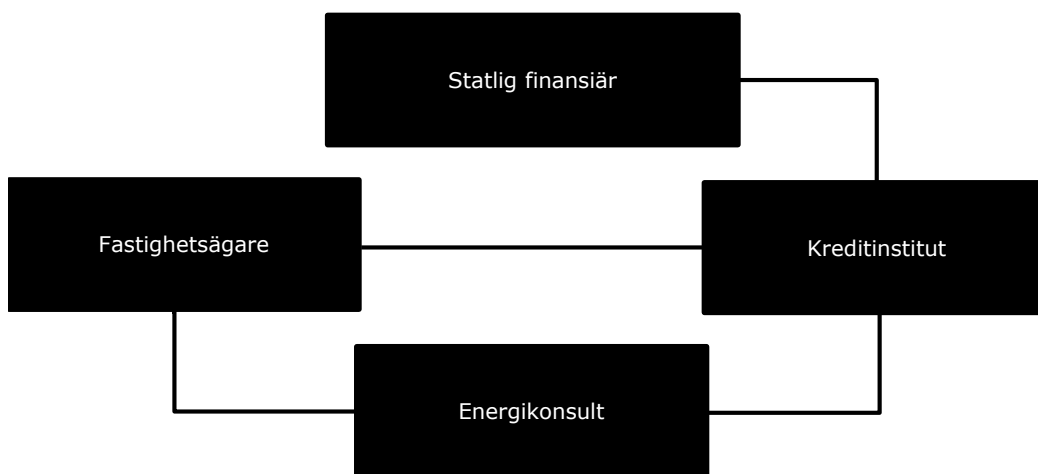 Statlig finansiär
Fastighetsägare
Kreditinstitut
Energikonsult